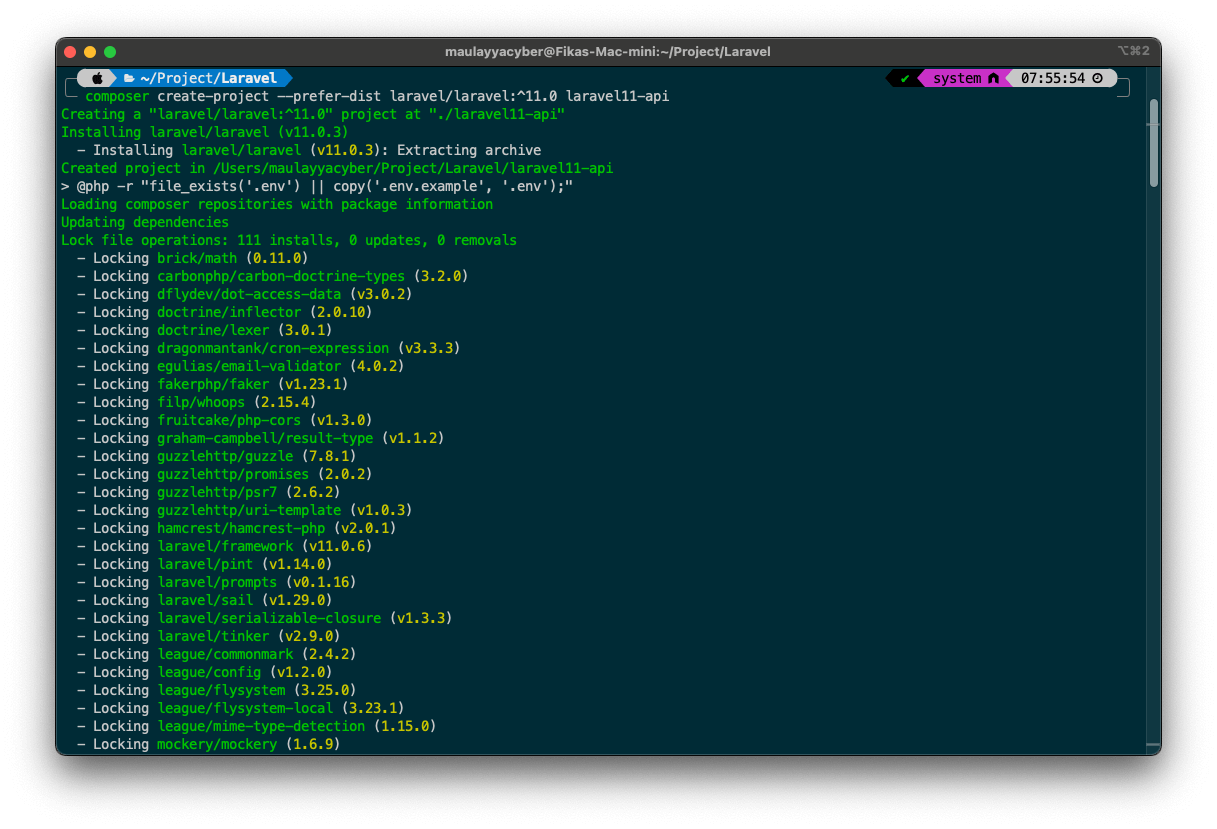 maulayyacyber@Fikas-Mac-mini:~/Project/Laravel ⌥⌘2
~/Project/Laravel ✔ system 07:55:54
composer create-project --prefer-dist laravel/laravel:^11.0 laravel11-api
Creating a "laravel/laravel:^11.0" project at "./laravel11-api"
Installing laravel/laravel (v11.0.3)
- Installing laravel/laravel (v11.0.3): Extracting archive
Created project in /Users/maulayyacyber/Project/Laravel/laravel11-api
> @php -r "file_exists('.env') || copy('.env.example', '.env');"
Loading composer repositories with package information
Updating dependencies
Lock file operations: 111 installs, 0 updates, 0 removals
- Locking brick/math (0.11.0)
- Locking carbonphp/carbon-doctrine-types (3.2.0)
- Locking dflydev/dot-access-data (v3.0.2)
- Locking doctrine/inflector (2.0.10)
- Locking doctrine/lexer (3.0.1)
- Locking dragonmantank/cron-expression (v3.3.3)
- Locking egulias/email-validator (4.0.2)
- Locking fakerphp/faker (v1.23.1)
- Locking filp/whoops (2.15.4)
- Locking fruitcake/php-cors (v1.3.0)
- Locking graham-campbell/result-type (v1.1.2)
- Locking guzzlehttp/guzzle (7.8.1)
- Locking guzzlehttp/promises (2.0.2)
- Locking guzzlehttp/psr7 (2.6.2)
- Locking guzzlehttp/uri-template (v1.0.3)
- Locking hamcrest/hamcrest-php (v2.0.1)
- Locking laravel/framework (v11.0.6)
- Locking laravel/pint (v1.14.0)
- Locking laravel/prompts (v0.1.16)
- Locking laravel/sail (v1.29.0)
- Locking laravel/serializable-closure (v1.3.3)
- Locking laravel/tinker (v2.9.0)
- Locking league/commonmark (2.4.2)
- Locking league/config (v1.2.0)
- Locking league/flysystem (3.25.0)
- Locking league/flysystem-local (3.23.1)
- Locking league/mime-type-detection (1.15.0)
- Locking mockery/mockery (1.6.9)